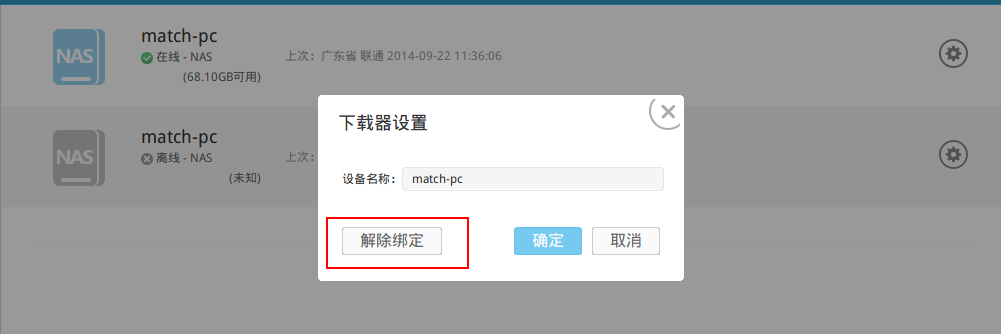 match-pc
NAS
在线 - NAS
上次：广东省 联通 2014-09-22 11:36:06
(68.10GB可用)
下载器设置
match-pc
NAS
离线 - NAS
上次：
(未知)
设备名称：
match-pc
解除绑定
确定
取消